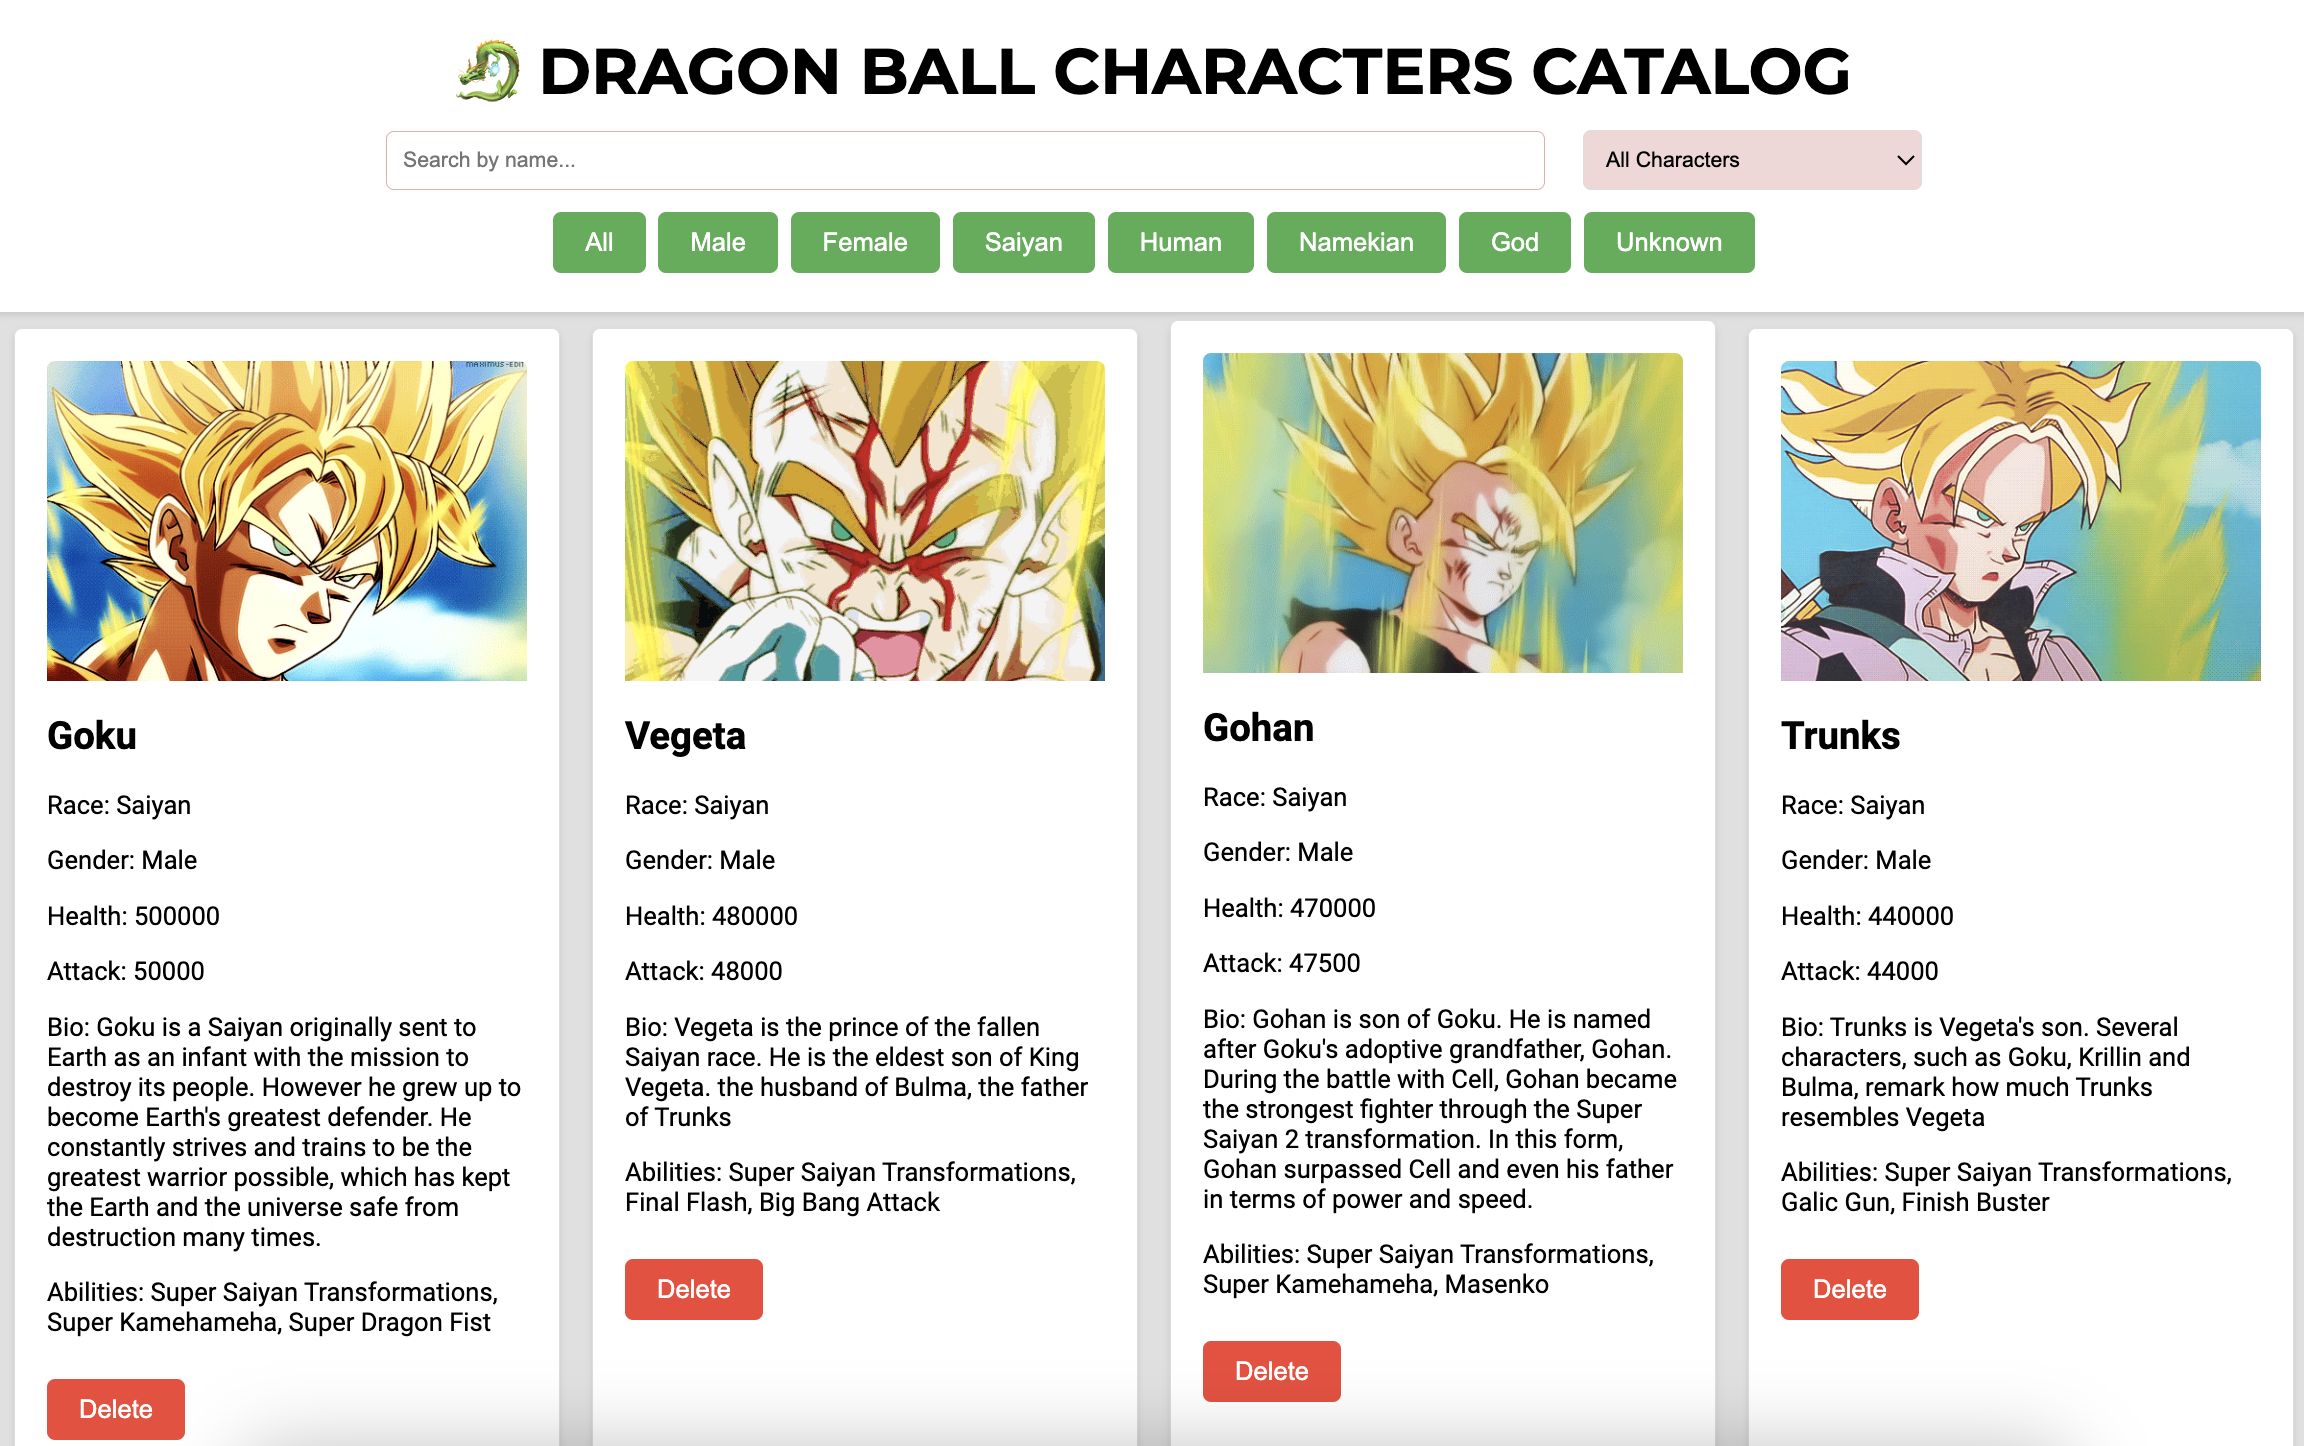 DRAGON BALL CHARACTERS CATALOG
Search by name...
All Characters
All
Male
Female
Saiyan
Human
Namekian
God
Unknown
MAXIMUS-EDIT
Goku
Race: Saiyan
Gender: Male
Health: 500000
Attack: 50000
Bio: Goku is a Saiyan originally sent to
Earth as an infant with the mission to
destroy its people. However he grew up to
become Earth's greatest defender. He
constantly strives and trains to be the
greatest warrior possible, which has kept
the Earth and the universe safe from
destruction many times.
Abilities: Super Saiyan Transformations,
Super Kamehameha, Super Dragon Fist
Delete
Vegeta
Race: Saiyan
Gender: Male
Health: 480000
Attack: 48000
Bio: Vegeta is the prince of the fallen
Saiyan race. He is the eldest son of King
Vegeta. the husband of Bulma, the father
of Trunks
Abilities: Super Saiyan Transformations,
Final Flash, Big Bang Attack
Delete
Gohan
Race: Saiyan
Gender: Male
Health: 470000
Attack: 47500
Bio: Gohan is son of Goku. He is named
after Goku's adoptive grandfather, Gohan.
During the battle with Cell, Gohan became
the strongest fighter through the Super
Saiyan 2 transformation. In this form,
Gohan surpassed Cell and even his father
in terms of power and speed.
Abilities: Super Saiyan Transformations,
Super Kamehameha, Masenko
Delete
Trunks
Race: Saiyan
Gender: Male
Health: 440000
Attack: 44000
Bio: Trunks is Vegeta's son. Several
characters, such as Goku, Krillin and
Bulma, remark how much Trunks
resembles Vegeta
Abilities: Super Saiyan Transformations,
Galic Gun, Finish Buster
Delete